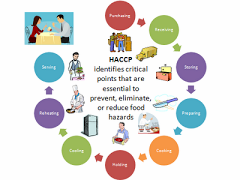 Purchasing
Receiving
Storing
Preparing
Cooking
Holding
Cooling
Reheating
Serving
HACCP
identifies critical
points that are
essential to
prevent, eliminate,
or reduce food
hazards